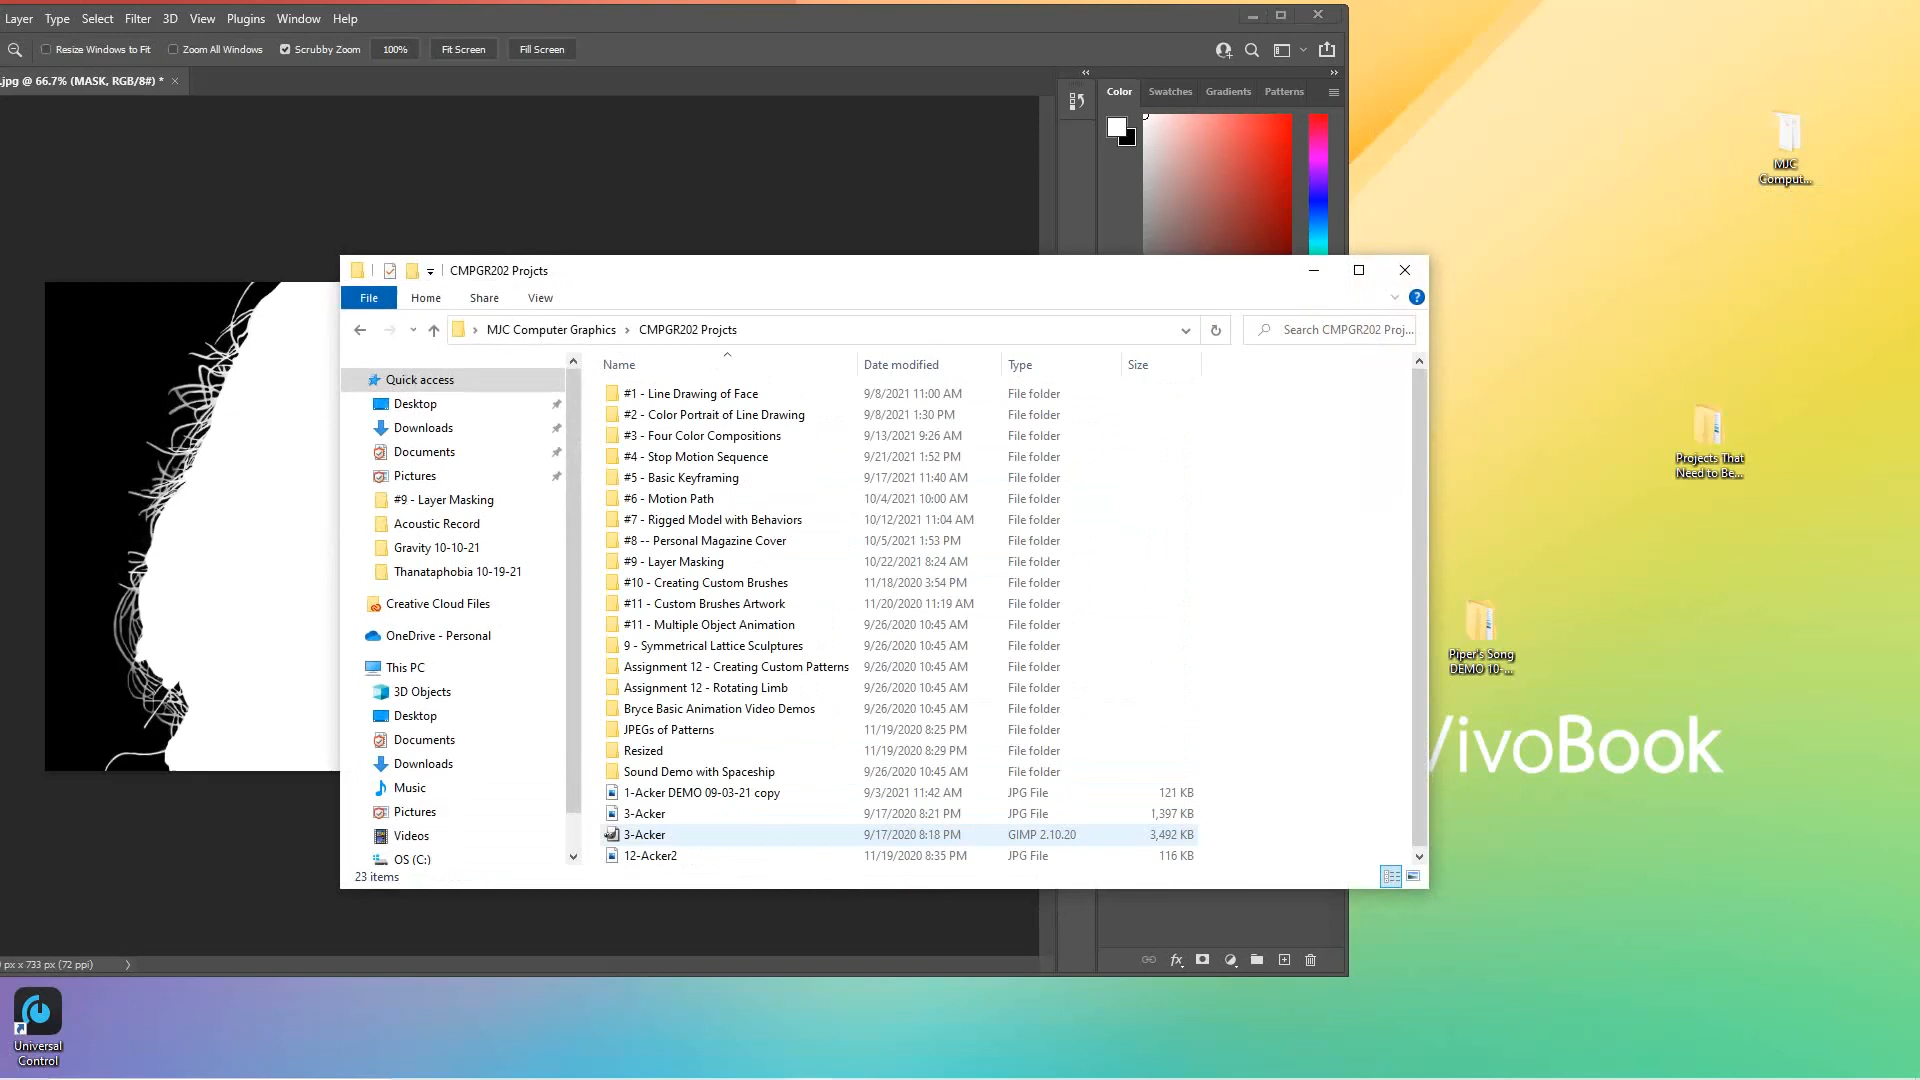 Layer Type Select Filter 3D View Plugins Window Help
Resize Windows to Fit Zoom All Windows Scrubby Zoom 100% Fit Screen Fill Screen
.jpg @ 66.7% (MASK, RGB/8#) * ×
Color Swatches Gradients Patterns
MJC
Comput...
CMPGR202 Projcts
File Home Share View
MJC Computer Graphics › CMPGR202 Projcts
Search CMPGR202 Proj...
Name Date modified Type Size
Quick access
Desktop
Downloads
Documents
Pictures
#9 - Layer Masking
Acoustic Record
Gravity 10-10-21
Thanataphobia 10-19-21
Creative Cloud Files
OneDrive - Personal
This PC
3D Objects
Desktop
Documents
Downloads
Music
Pictures
Videos
OS (C:)
#1 - Line Drawing of Face 9/8/2021 11:00 AM File folder
#2 - Color Portrait of Line Drawing 9/8/2021 1:30 PM File folder
#3 - Four Color Compositions 9/13/2021 9:26 AM File folder
#4 - Stop Motion Sequence 9/21/2021 1:52 PM File folder
#5 - Basic Keyframing 9/17/2021 11:40 AM File folder
#6 - Motion Path 10/4/2021 10:00 AM File folder
#7 - Rigged Model with Behaviors 10/12/2021 11:04 AM File folder
#8 -- Personal Magazine Cover 10/5/2021 1:53 PM File folder
#9 - Layer Masking 10/22/2021 8:24 AM File folder
#10 - Creating Custom Brushes 11/18/2020 3:54 PM File folder
#11 - Custom Brushes Artwork 11/20/2020 11:19 AM File folder
#11 - Multiple Object Animation 9/26/2020 10:45 AM File folder
9 - Symmetrical Lattice Sculptures 9/26/2020 10:45 AM File folder
Assignment 12 - Creating Custom Patterns 9/26/2020 10:45 AM File folder
Assignment 12 - Rotating Limb 9/26/2020 10:45 AM File folder
Bryce Basic Animation Video Demos 9/26/2020 10:45 AM File folder
JPEGs of Patterns 11/19/2020 8:25 PM File folder
Resized 11/19/2020 8:29 PM File folder
Sound Demo with Spaceship 9/26/2020 10:45 AM File folder
1-Acker DEMO 09-03-21 copy 9/3/2021 11:42 AM JPG File 121 KB
3-Acker 9/17/2020 8:21 PM JPG File 1,397 KB
3-Acker 9/17/2020 8:18 PM GIMP 2.10.20 3,492 KB
12-Acker2 11/19/2020 8:35 PM JPG File 116 KB
23 items
Projects That
Need to Be...
Piper's Song
DEMO 10-...
VivoBook
px x 733 px (72 ppi)
fx
Universal
Control